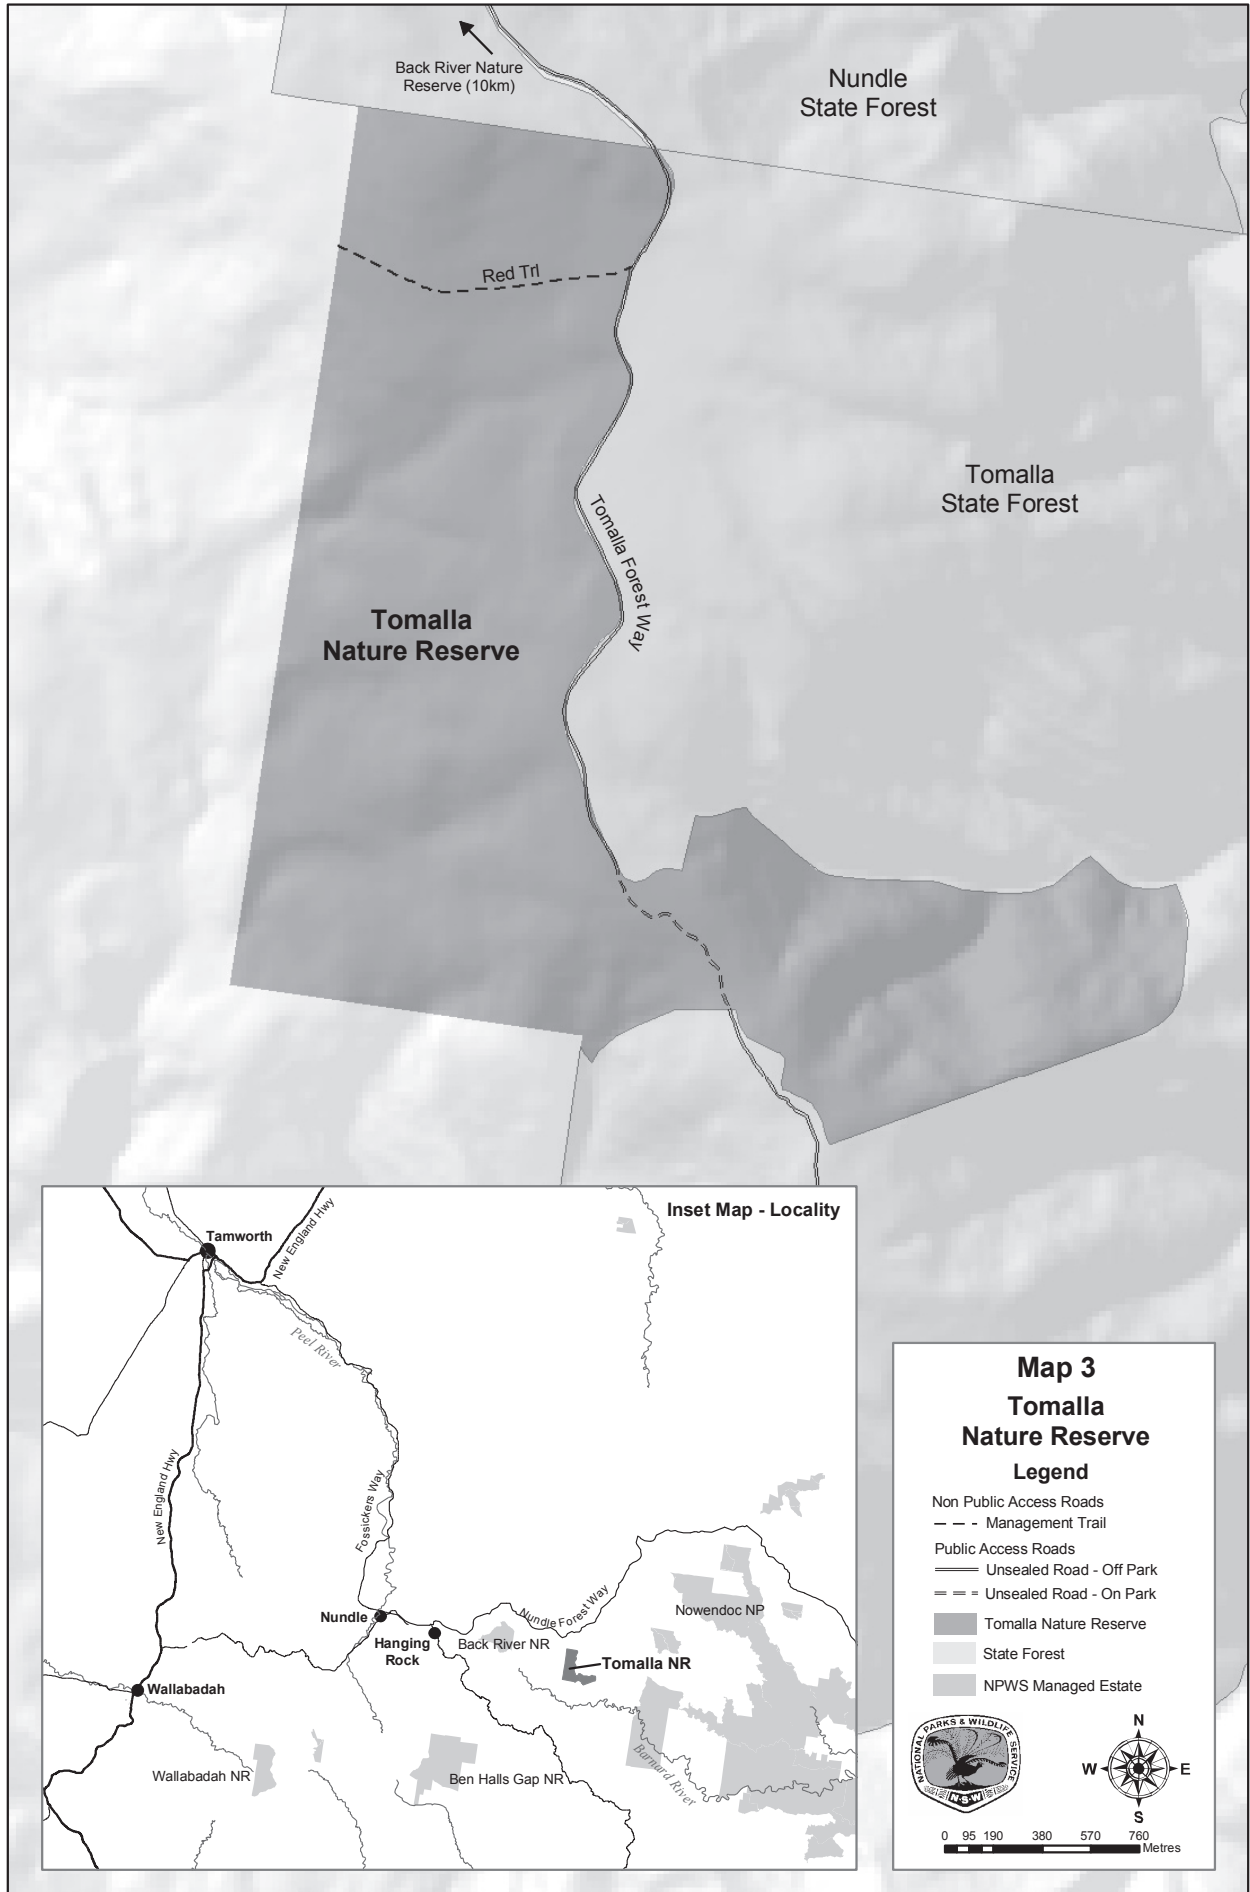 Back River Nature
Reserve (10km)
Nundle
State Forest
Red Trl
Tomalla
State Forest
Tomalla Forest Way
Tomalla
Nature Reserve
Inset Map - Locality
Tamworth
New England Hwy
Peel River
New England Hwy
Fossickers Way
Nundle Forest Way
Nowendoc NP
Nundle
Hanging
Rock
Back River NR
Tomalla NR
Wallabadah
Barnard River
Wallabadah NR
Ben Halls Gap NR
Map 3
Tomalla
Nature Reserve
Legend
Non Public Access Roads
Management Trail
Public Access Roads
Unsealed Road - Off Park
Unsealed Road - On Park
Tomalla Nature Reserve
State Forest
NPWS Managed Estate
NATIONAL PARKS & WILDLIFE SERVICE
N·S·W
N
W E
S
0 95 190 380 570 760
Metres